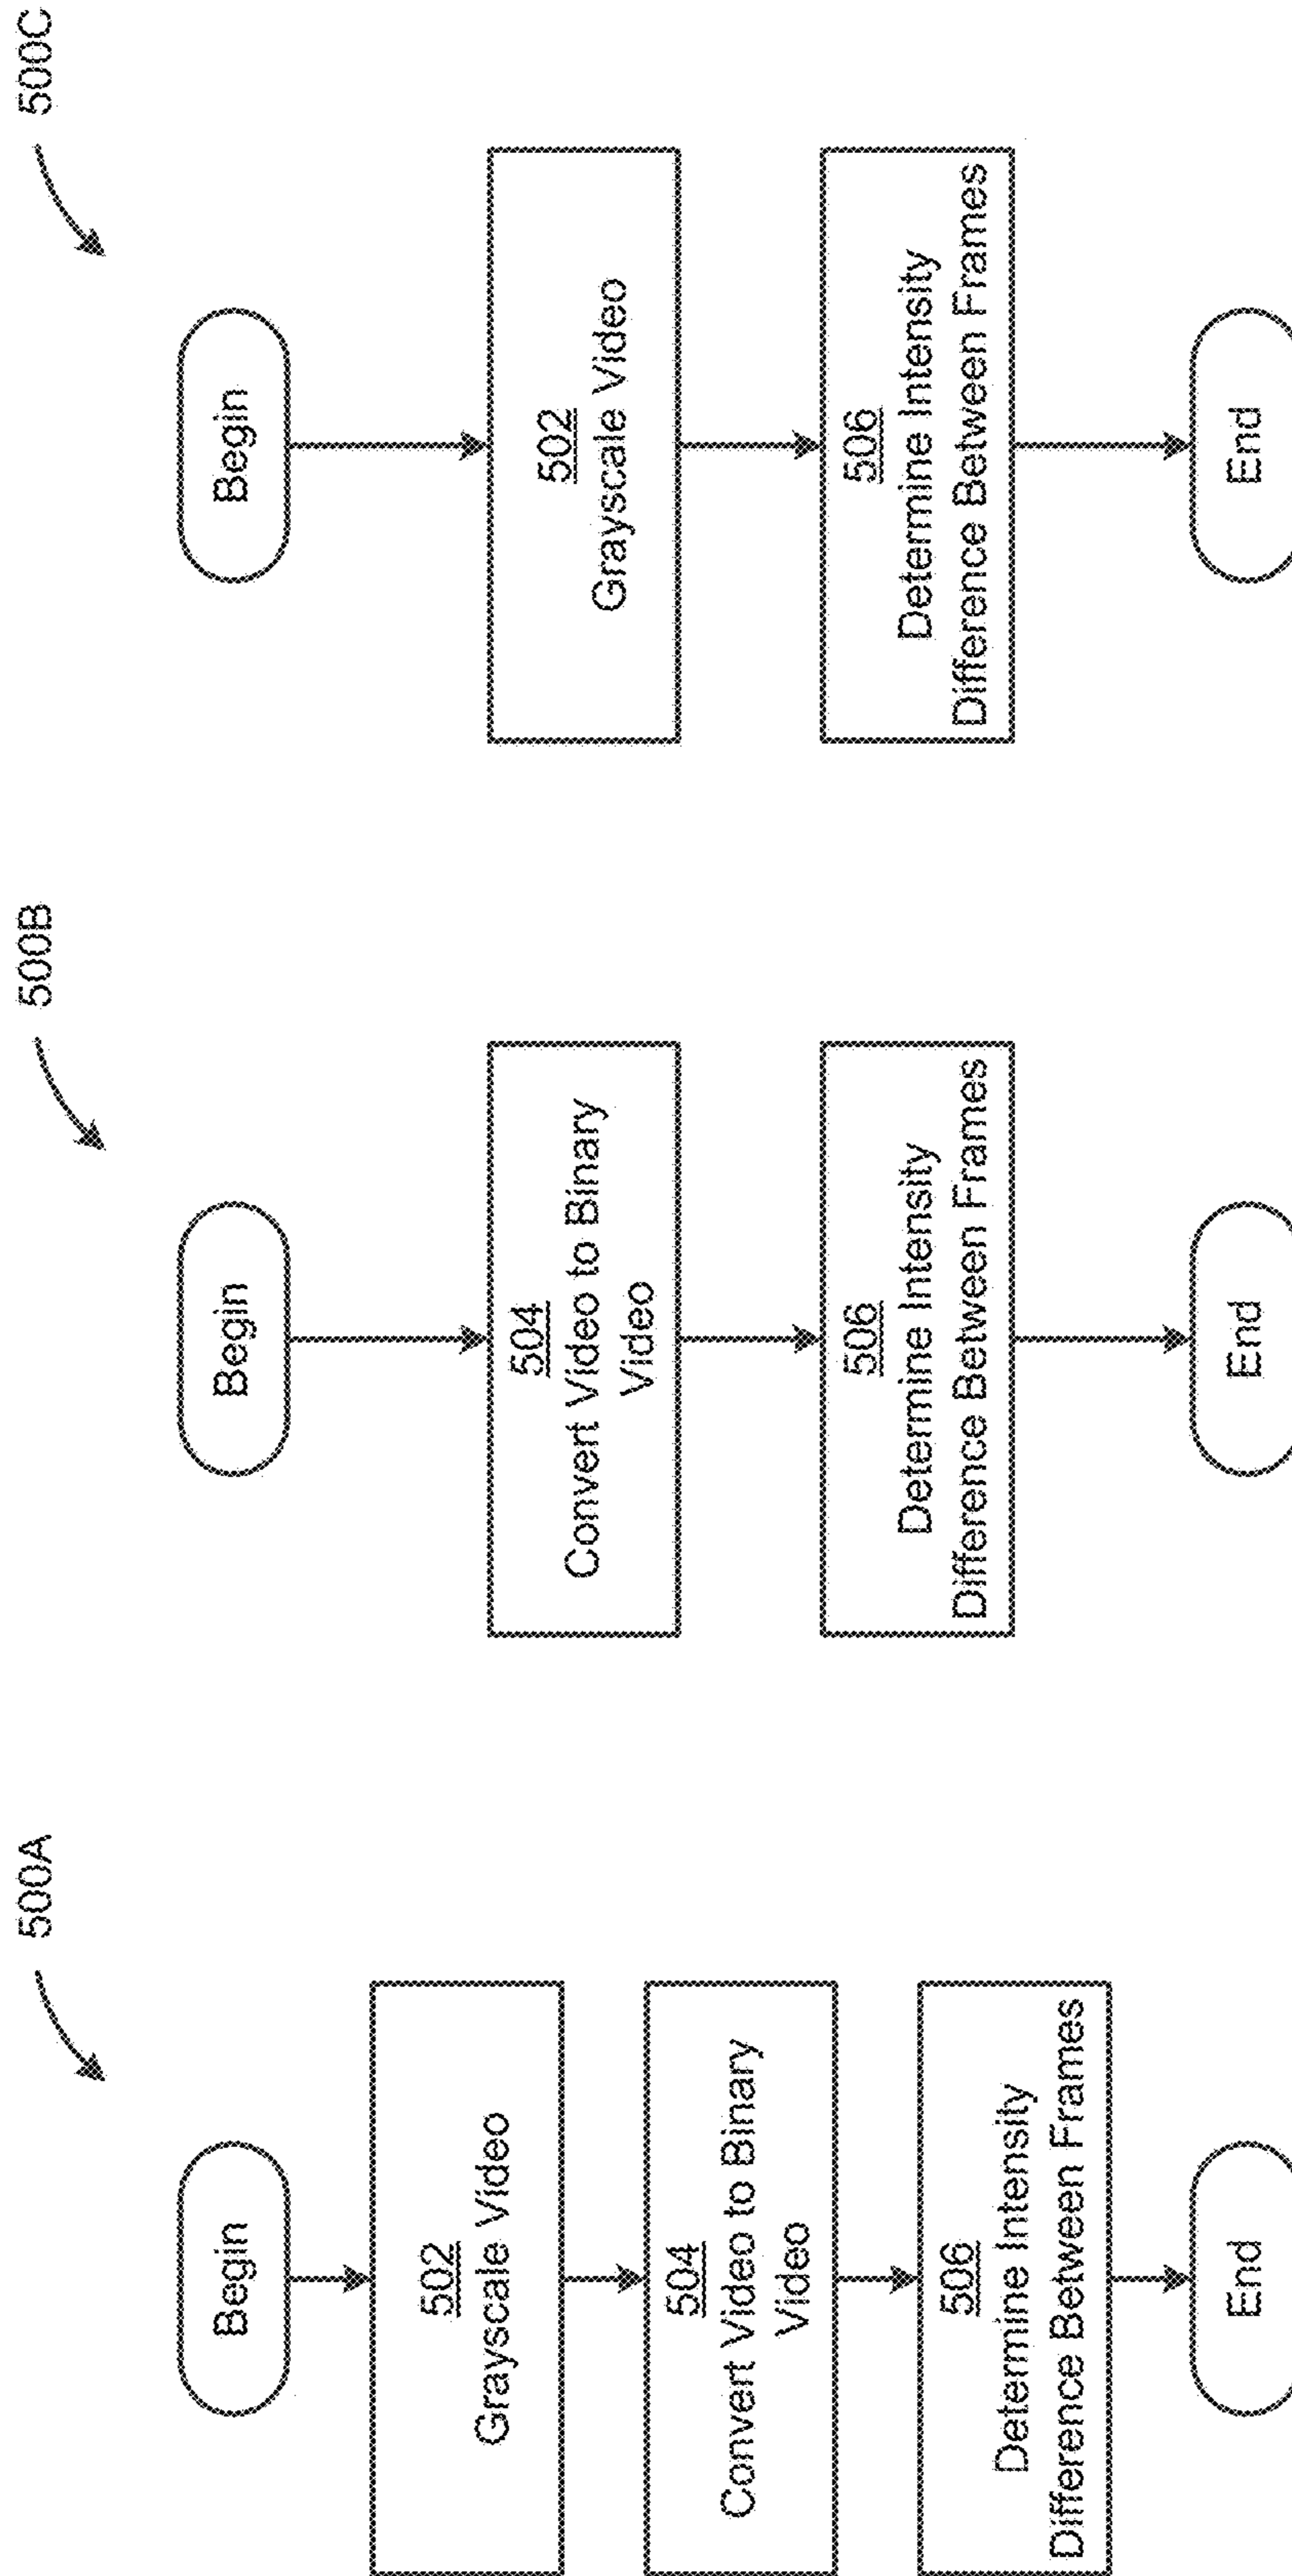 500A
Begin
502
Grayscale Video
504
Convert Video to Binary
Video
506
Determine Intensity
Difference Between Frames
End
500B
Begin
504
Convert Video to Binary
Video
506
Determine Intensity
Difference Between Frames
End
500C
Begin
502
Grayscale Video
506
Determine Intensity
Difference Between Frames
End